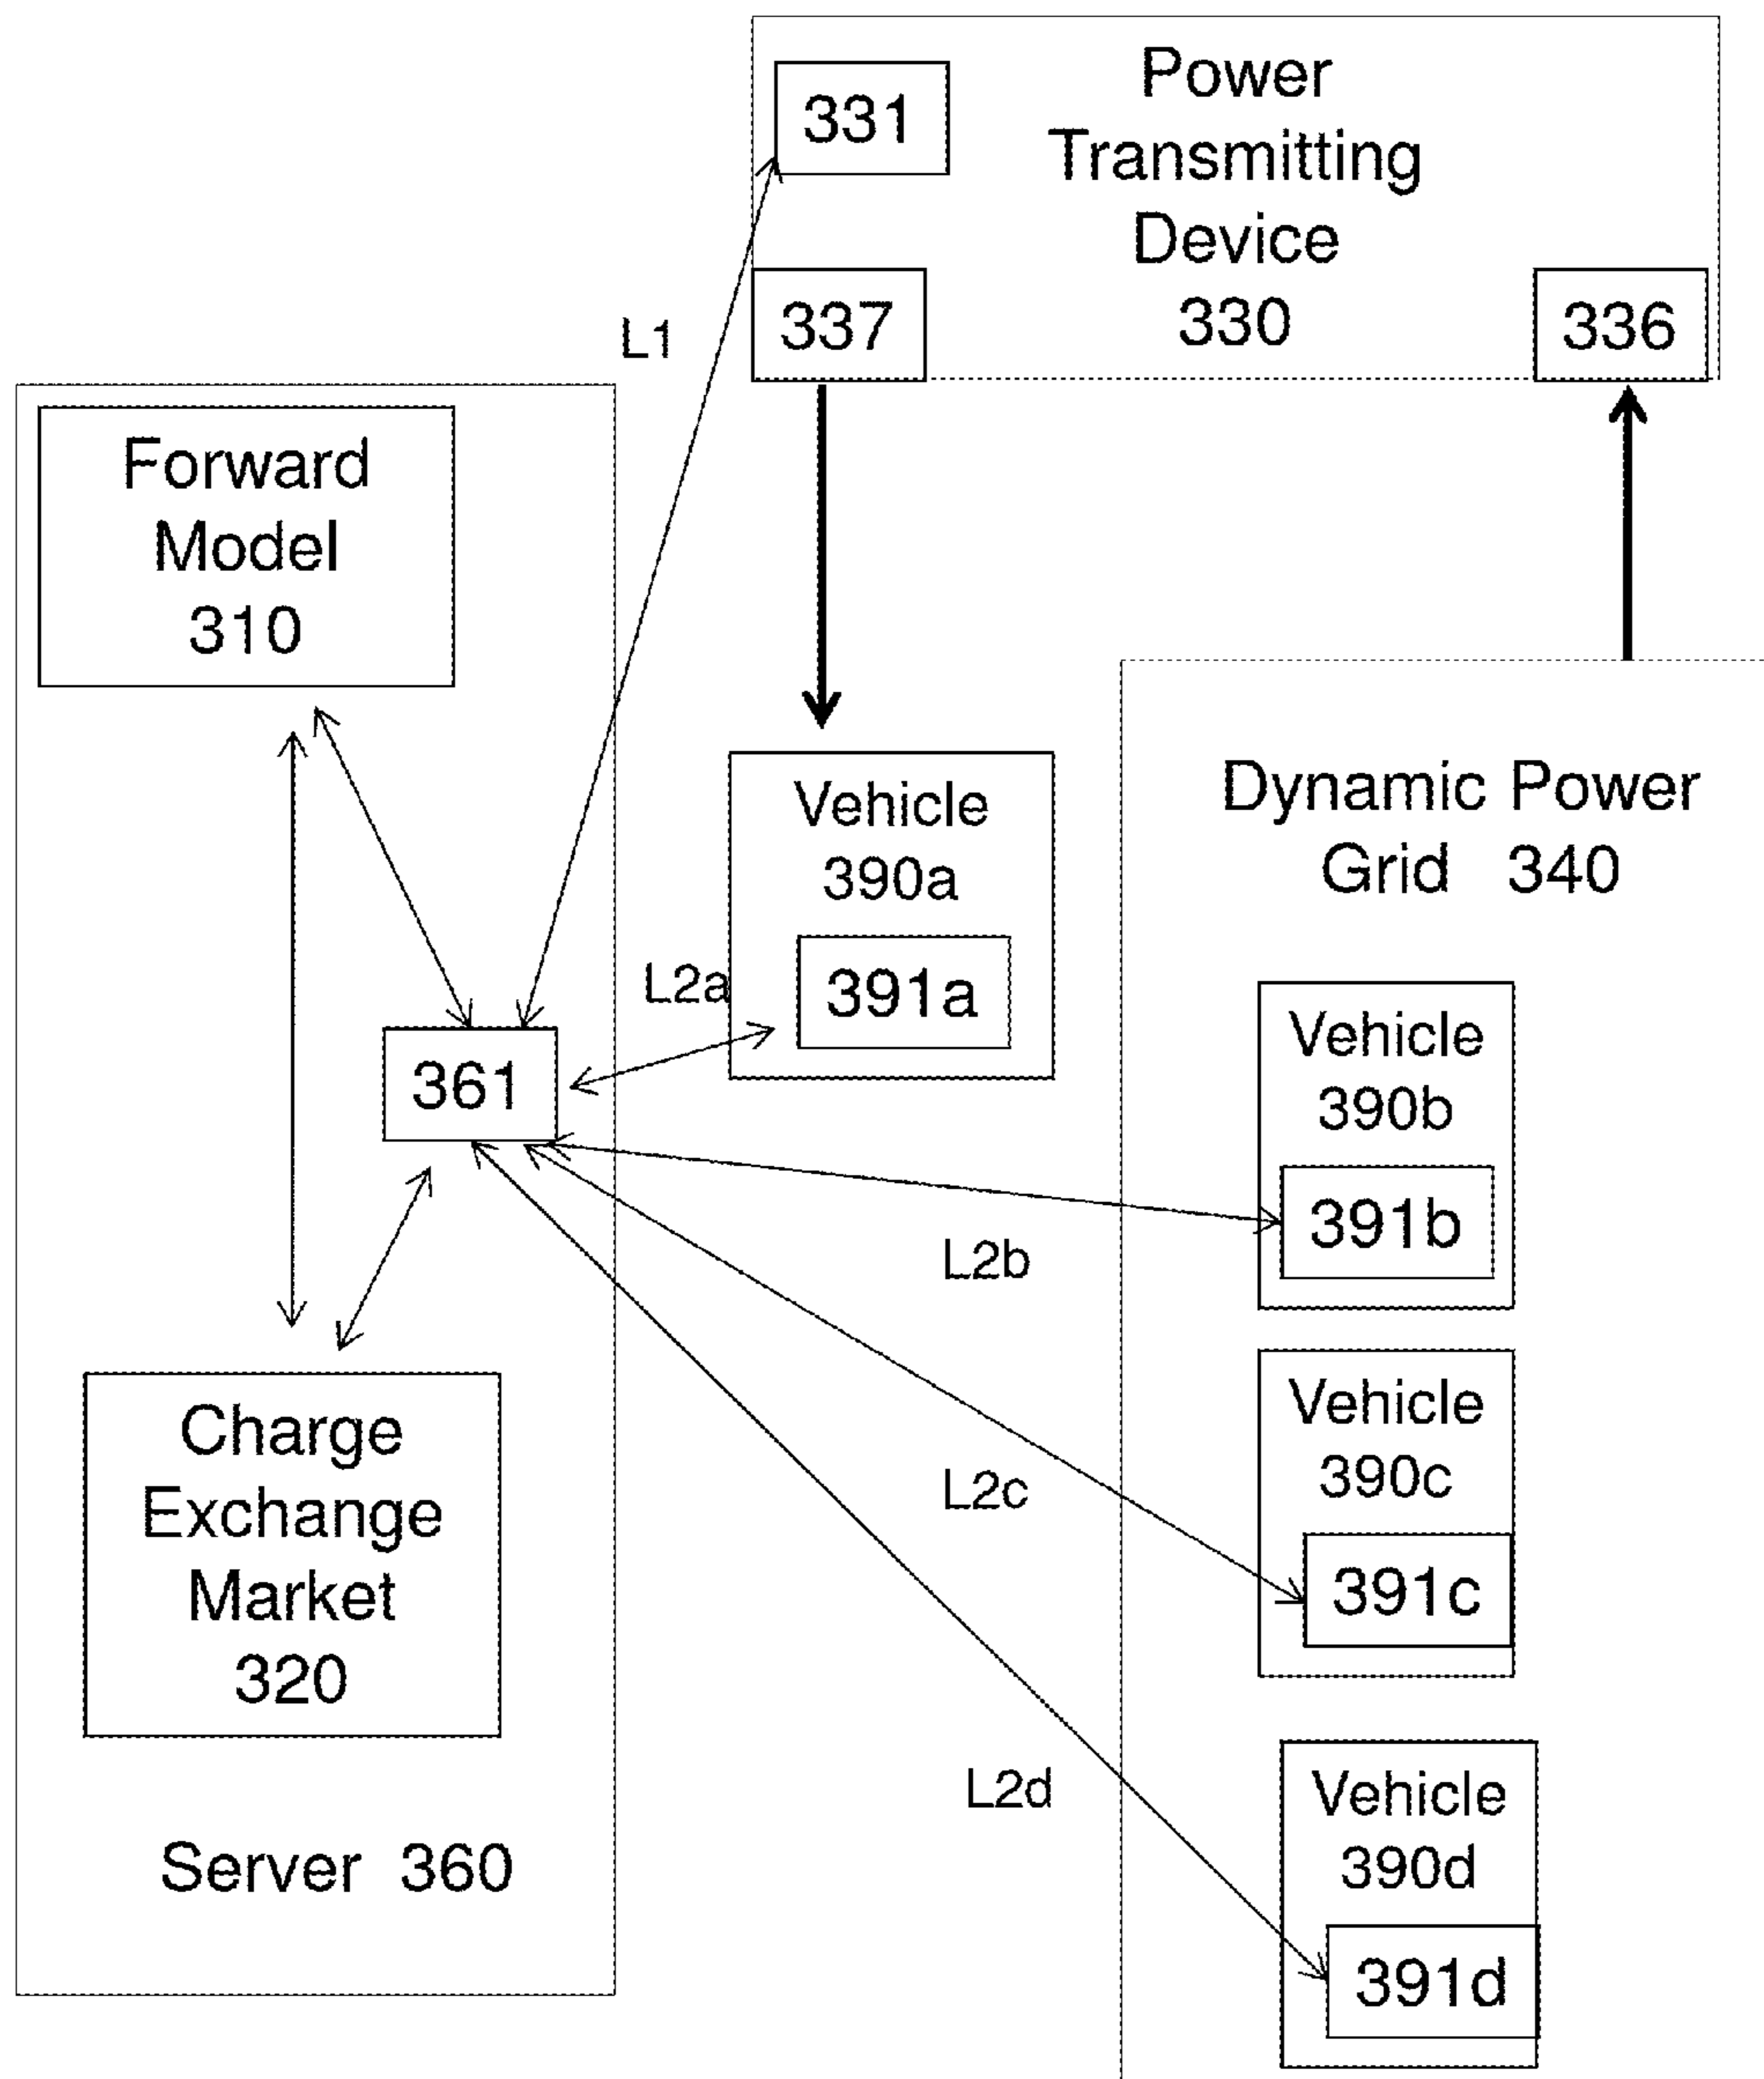 331
Power
Transmitting
Device
330
337
336
L1
Forward
Model
310
Vehicle
390a
391a
L2a
361
Dynamic Power
Grid 340
Vehicle
390b
391b
L2b
Charge
Exchange
Market
320
Vehicle
390c
391c
L2c
L2d
Vehicle
390d
391d
Server 360